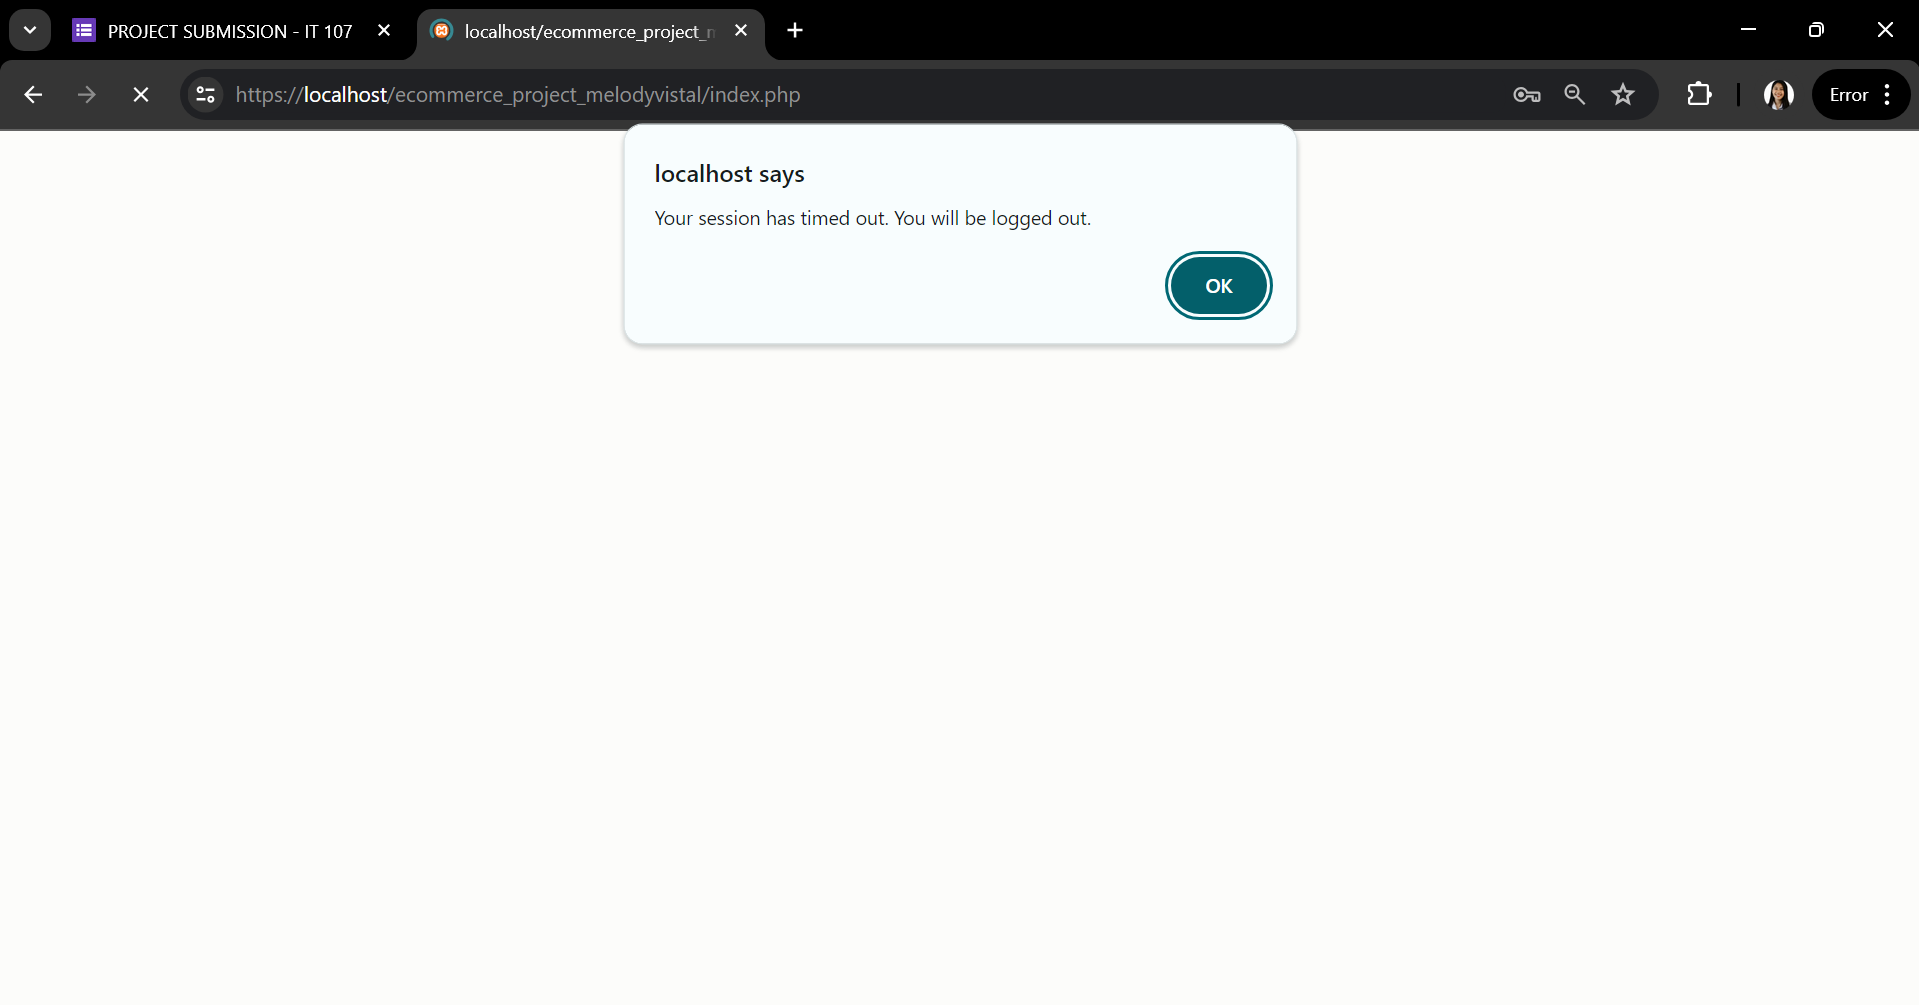 PROJECT SUBMISSION - IT 107
localhost/ecommerce_project_n
https://localhost/ecommerce_project_melodyvistal/index.php
Error
localhost says
Your session has timed out. You will be logged out.
OK